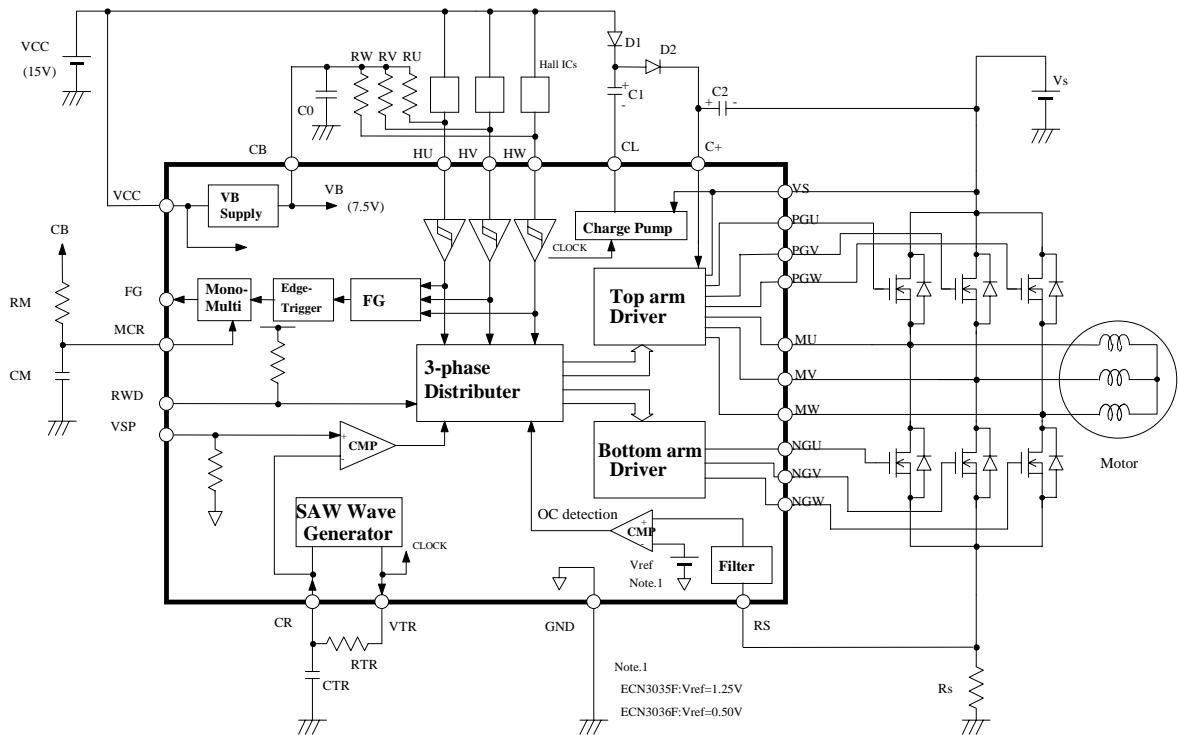 VCC
(15V)
RW RV RU
Hall ICs
D1
D2
C0
+
-
C1
C2
+ -
Vs
CB
HU
HV
HW
CL
C+
VCC
VB
Supply
VB
(7.5V)
CLOCK
Charge Pump
VS
PGU
PGV
PGW
CB
RM
FG
Mono-
Multi
Edge-
Trigger
FG
Top arm
Driver
MCR
CM
3-phase
Distributer
MU
MV
MW
RWD
VSP
+
-
CMP
Bottom arm
Driver
NGU
NGV
NGW
Motor
SAW Wave
Generator
CLOCK
OC detection
+
-
CMP
Vref
Note.1
Filter
CR
VTR
GND
RS
RTR
CTR
Rs
Note.1
ECN3035F:Vref=1.25V
ECN3036F:Vref=0.50V